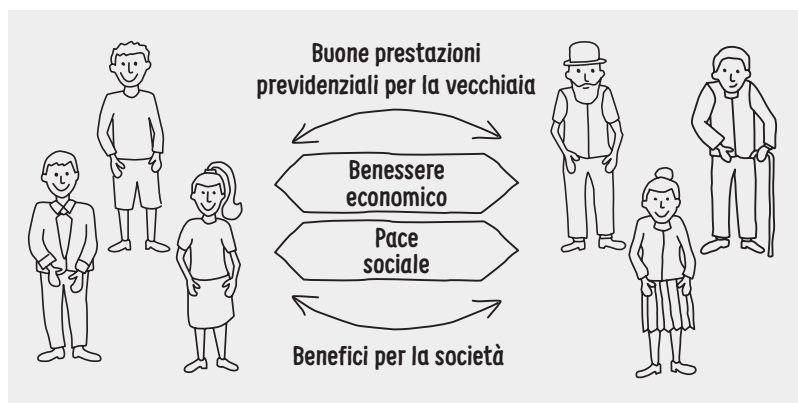 Buone prestazioni
previdenziali per la vecchiaia
Benessere
economico
Pace
sociale
Benefici per la società